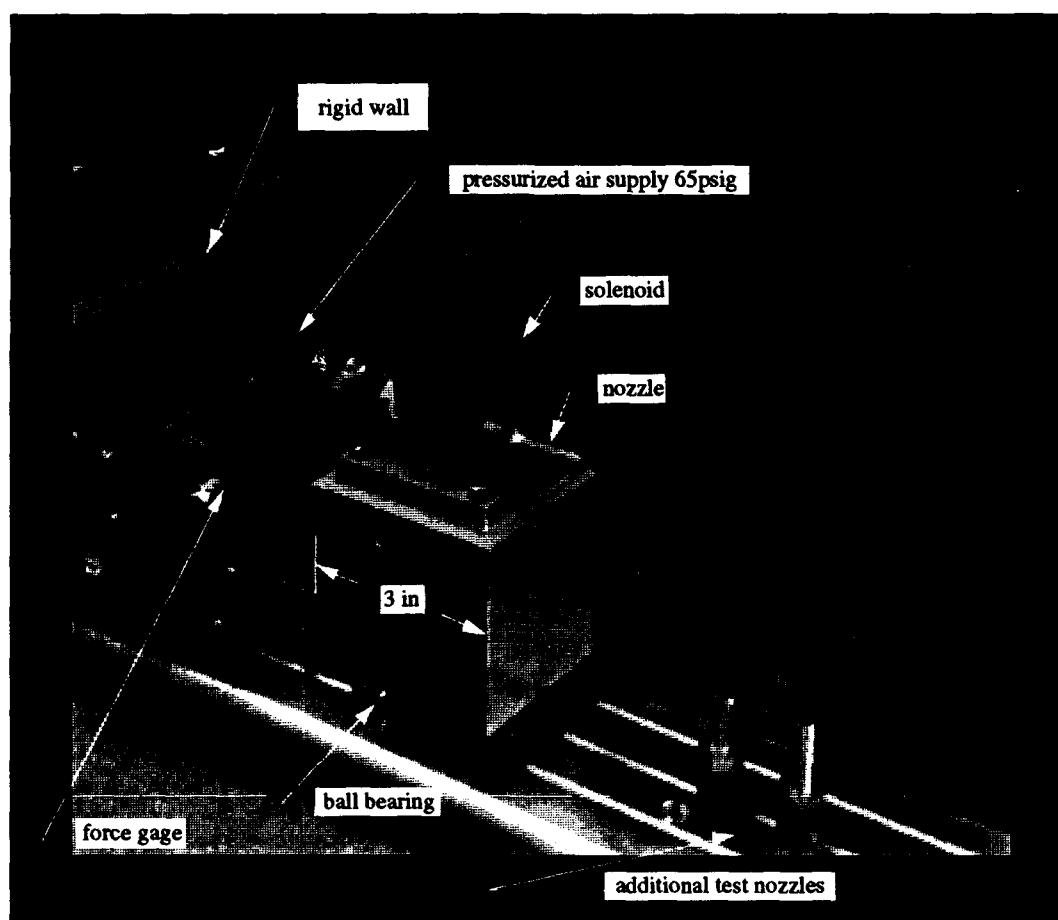 rigid wall
pressurized air supply 65psig
solenoid
nozzle
3 in
ball bearing
force gage
additional test nozzles